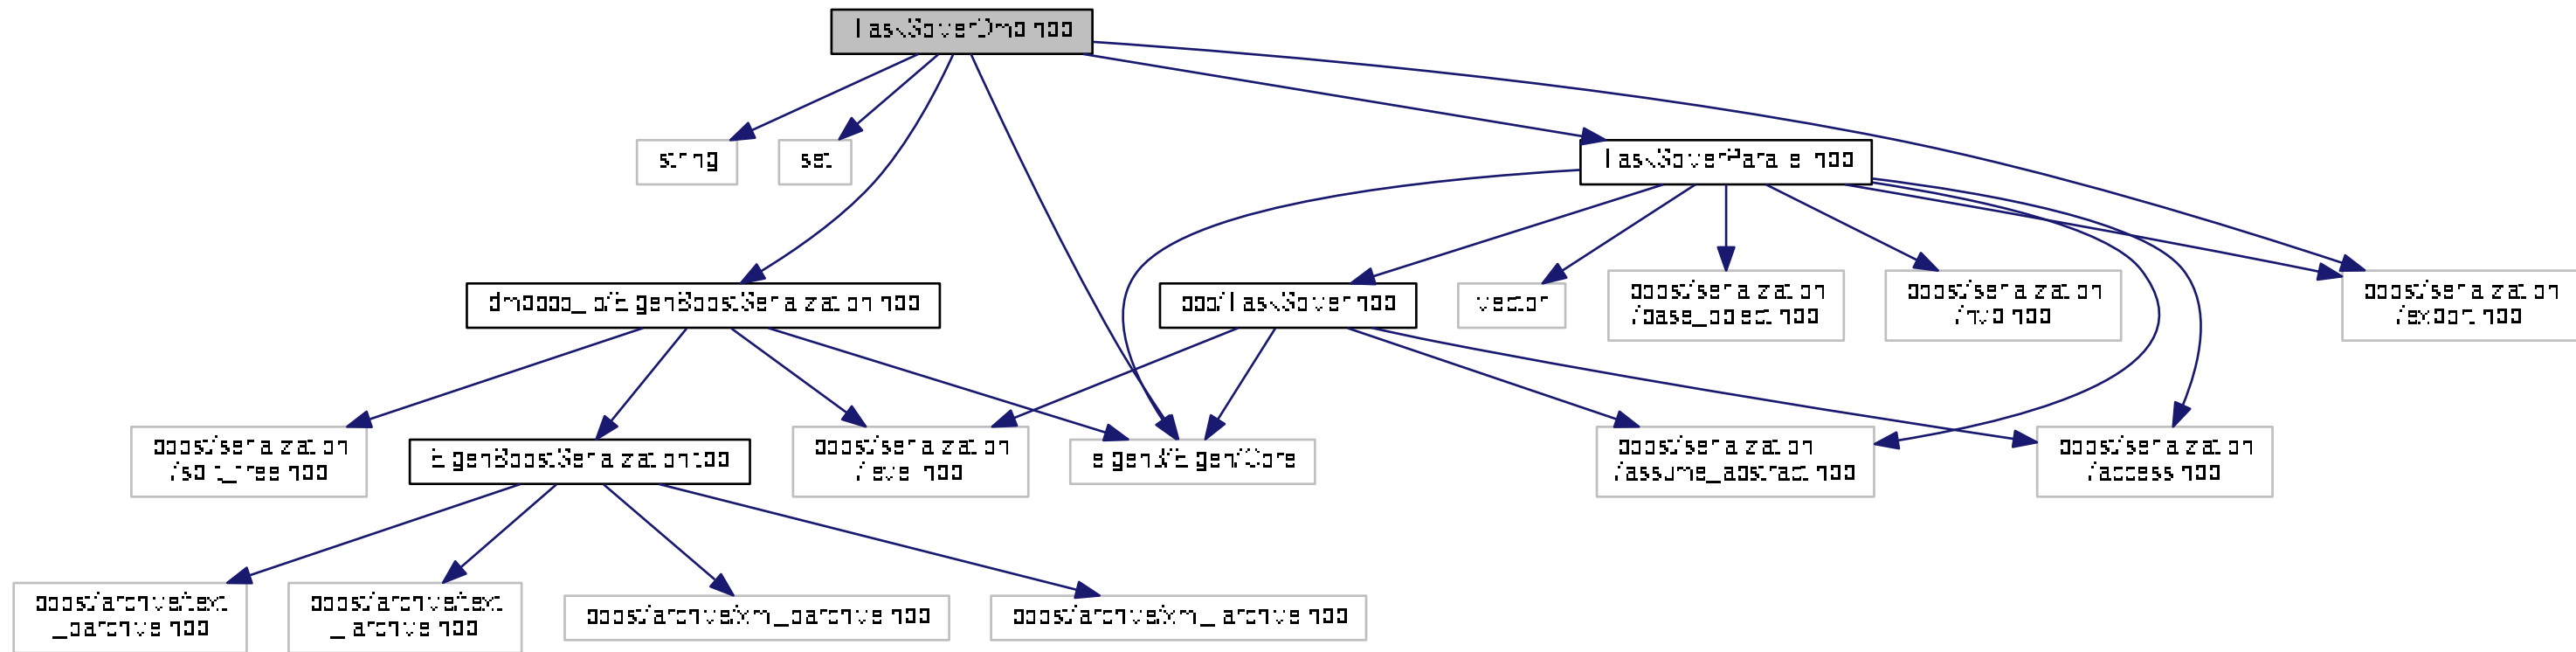 TaskSolverDmp.hpp
string
set
TaskSolverParallel.hpp
dmpbbo_io/EigenBoostSerialization.hpp
bbo/TaskSolver.hpp
vector
boost/serialization
/base_object.hpp
boost/serialization
/nvp.hpp
boost/serialization
/export.hpp
boost/serialization
/split_free.hpp
EigenBoostSerialization.tpp
boost/serialization
/level.hpp
eigen3/Eigen/Core
boost/serialization
/assume_abstract.hpp
boost/serialization
/access.hpp
boost/archive/text
_oarchive.hpp
boost/archive/text
_iarchive.hpp
boost/archive/xml_oarchive.hpp
boost/archive/xml_iarchive.hpp